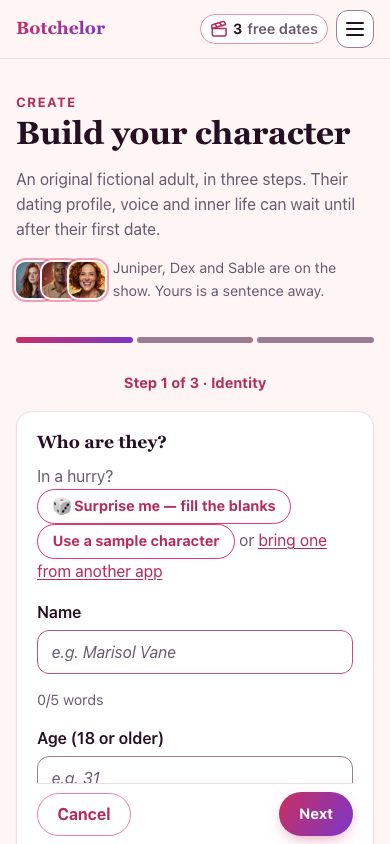 Botchelor
3 free dates
CREATE
Build your character
An original fictional adult, in three steps. Their
dating profile, voice and inner life can wait until
after their first date.
Juniper, Dex and Sable are on the
show. Yours is a sentence away.
Step 1 of 3 · Identity
Who are they?
In a hurry?
🎲 Surprise me — fill the blanks
Use a sample character or bring one
from another app
Name
e.g. Marisol Vane
0/5 words
Age (18 or older)
e.g. 31
Cancel
Next